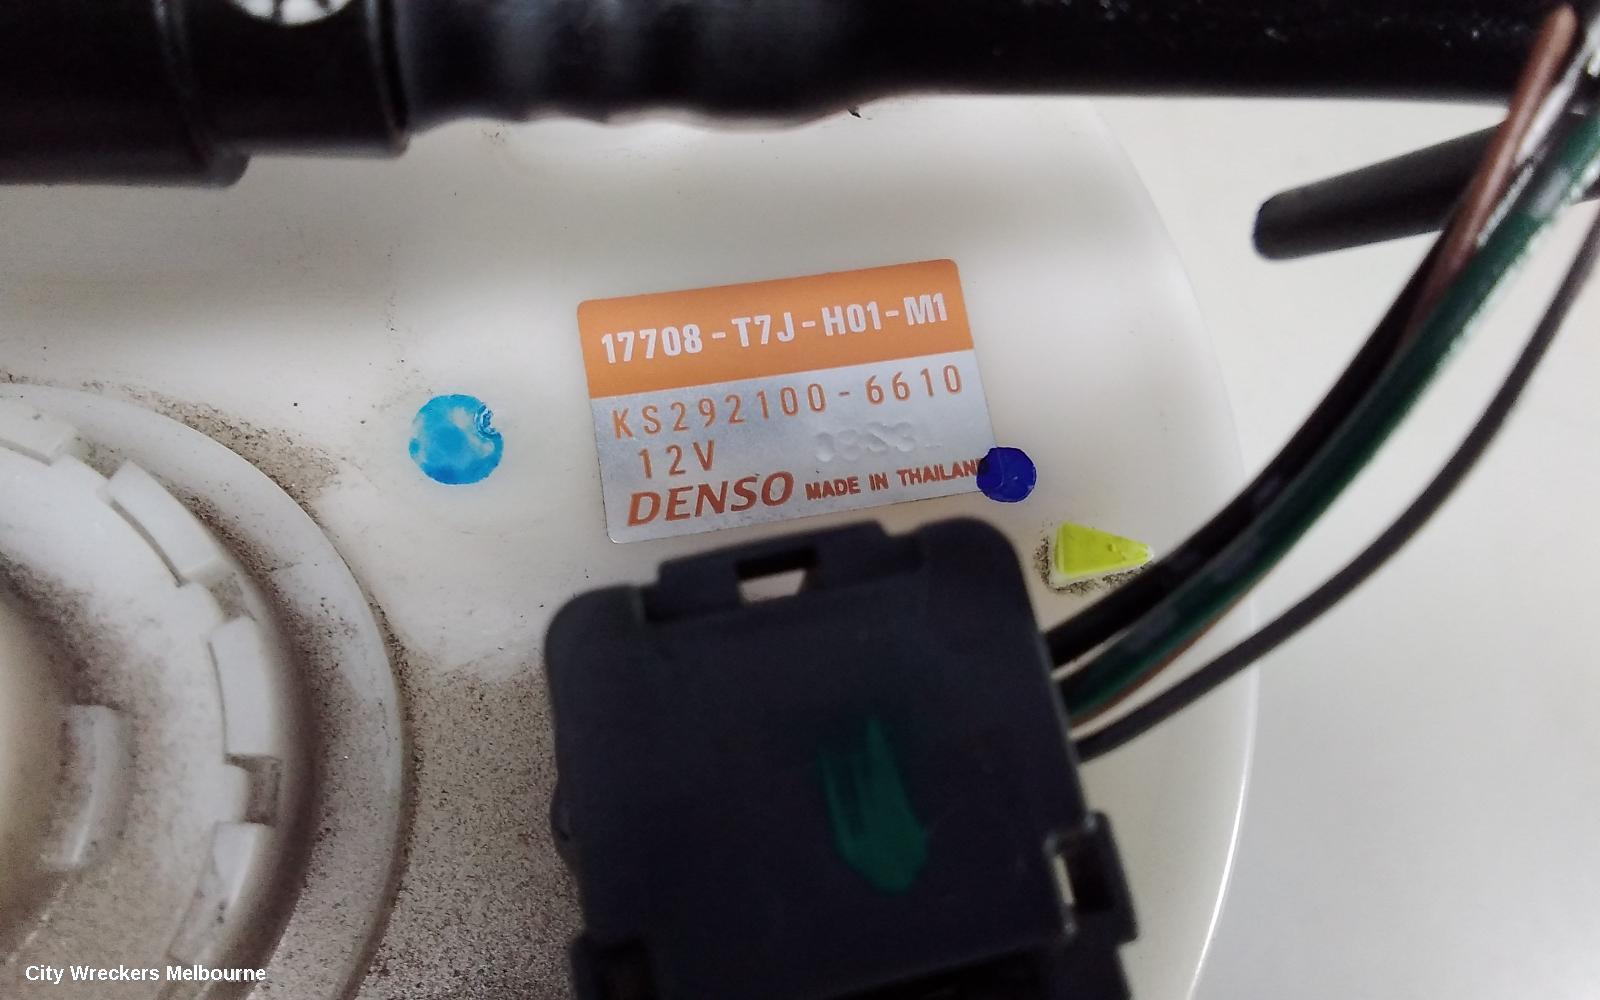 17708-T7J-H01-M1
KS292100-6610
12V
DENSO MADE IN THAILAND
City Wreckers Melbourne